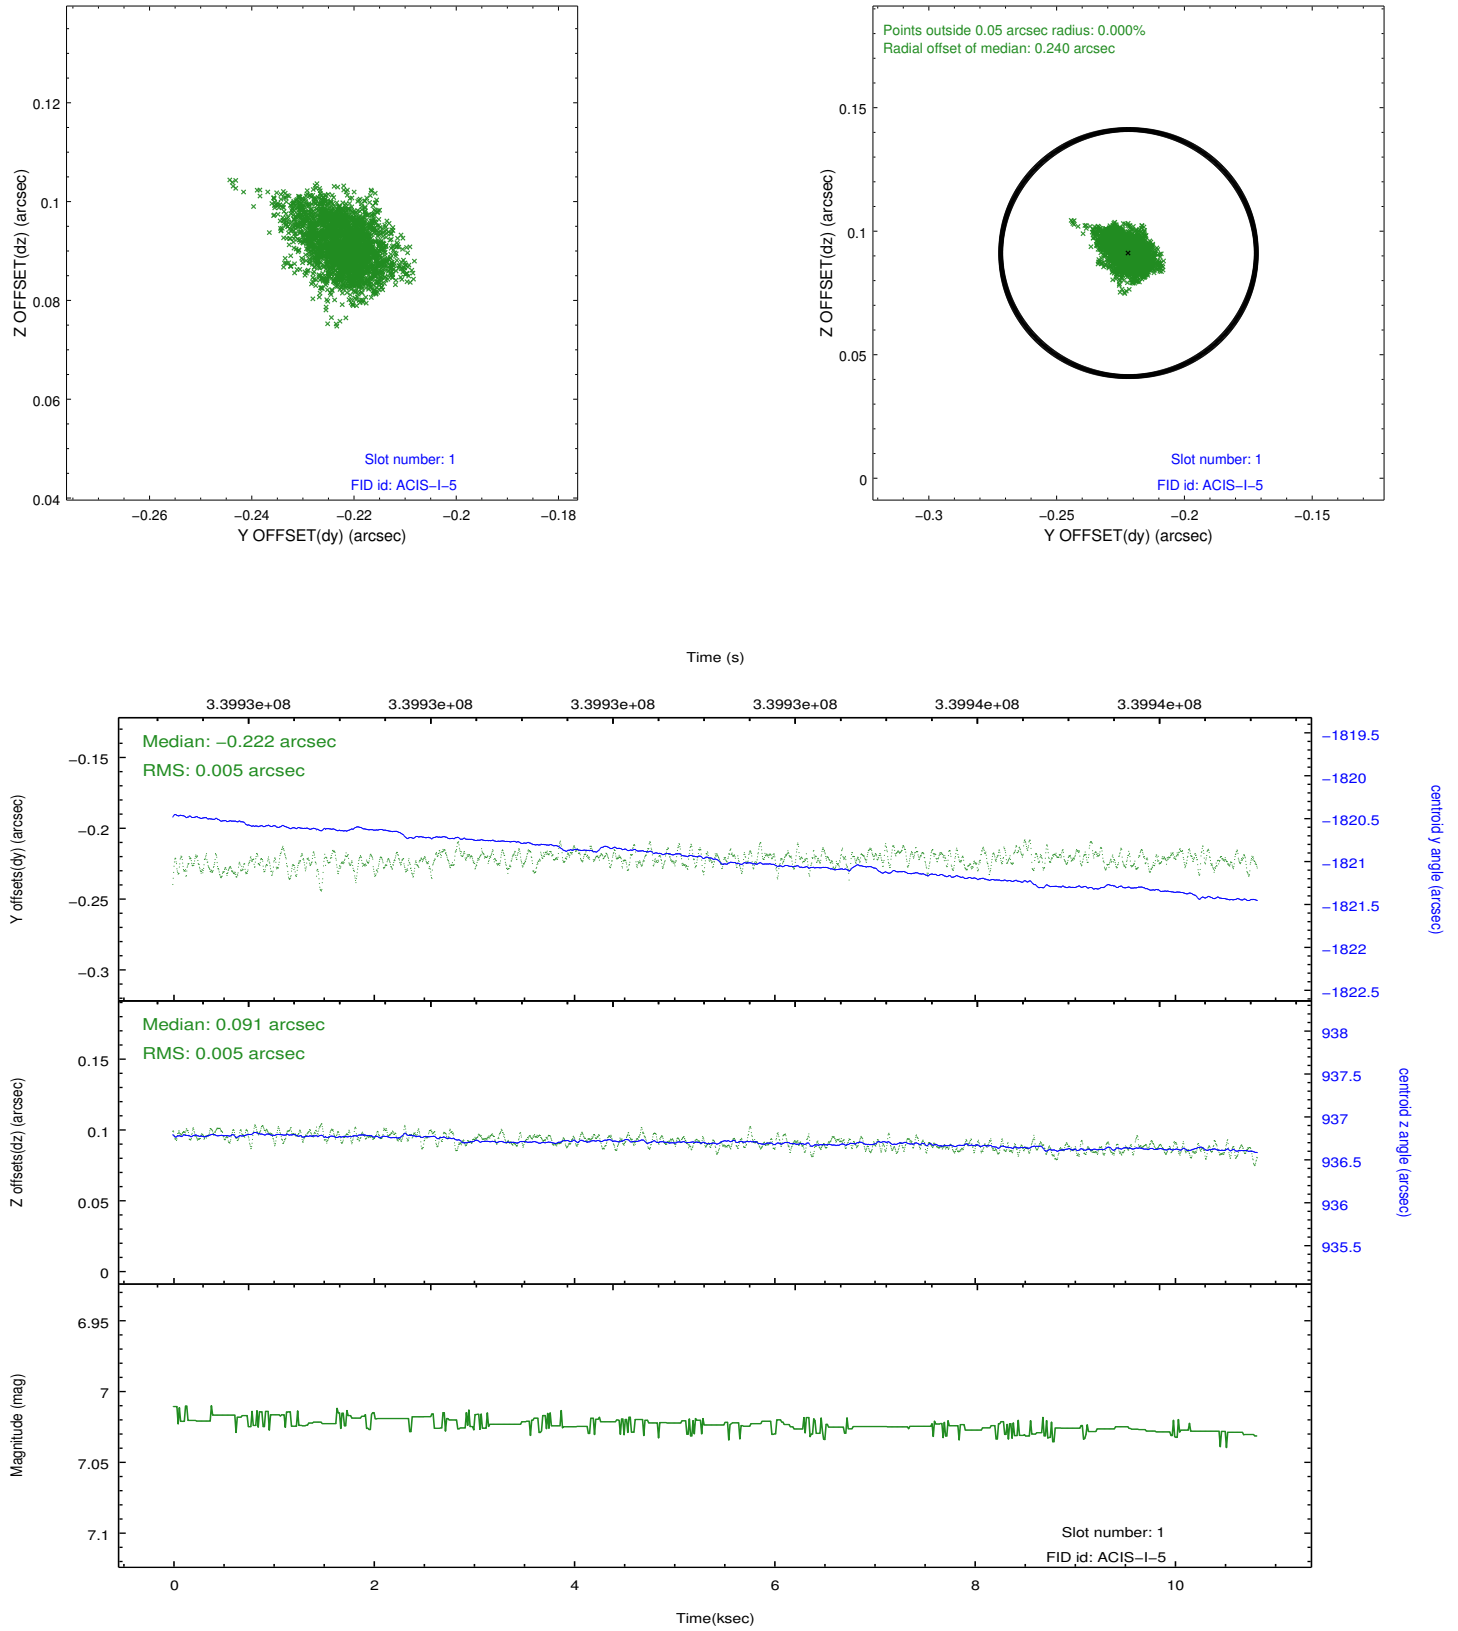 0.12
0.1
0.08
0.06
0.04
Z OFFSET(dz) (arcsec)
Slot number: 1
FID id: ACIS−I−5
−0.26 −0.24 −0.22 −0.2 −0.18
Y OFFSET(dy) (arcsec)
Points outside 0.05 arcsec radius: 0.000%
Radial offset of median: 0.240 arcsec
0.15
0.1
0.05
0
Z OFFSET(dz) (arcsec)
Slot number: 1
FID id: ACIS−I−5
−0.3 −0.25 −0.2 −0.15
Y OFFSET(dy) (arcsec)
Time (s)
3.3993e+08 3.3993e+08 3.3993e+08 3.3993e+08 3.3994e+08 3.3994e+08
Median: −0.222 arcsec
RMS: 0.005 arcsec
−0.15
−0.2
−0.25
−0.3
Y offsets(dy) (arcsec)
−1819.5
−1820
−1820.5
−1821
−1821.5
−1822
−1822.5
centroid y angle (arcsec)
Median: 0.091 arcsec
RMS: 0.005 arcsec
0.15
0.1
0.05
0
Z offsets(dz) (arcsec)
938
937.5
937
936.5
936
935.5
centroid z angle (arcsec)
6.95
7
7.05
7.1
Magnitude (mag)
Slot number: 1
FID id: ACIS−I−5
0 2 4 6 8 10
Time(ksec)